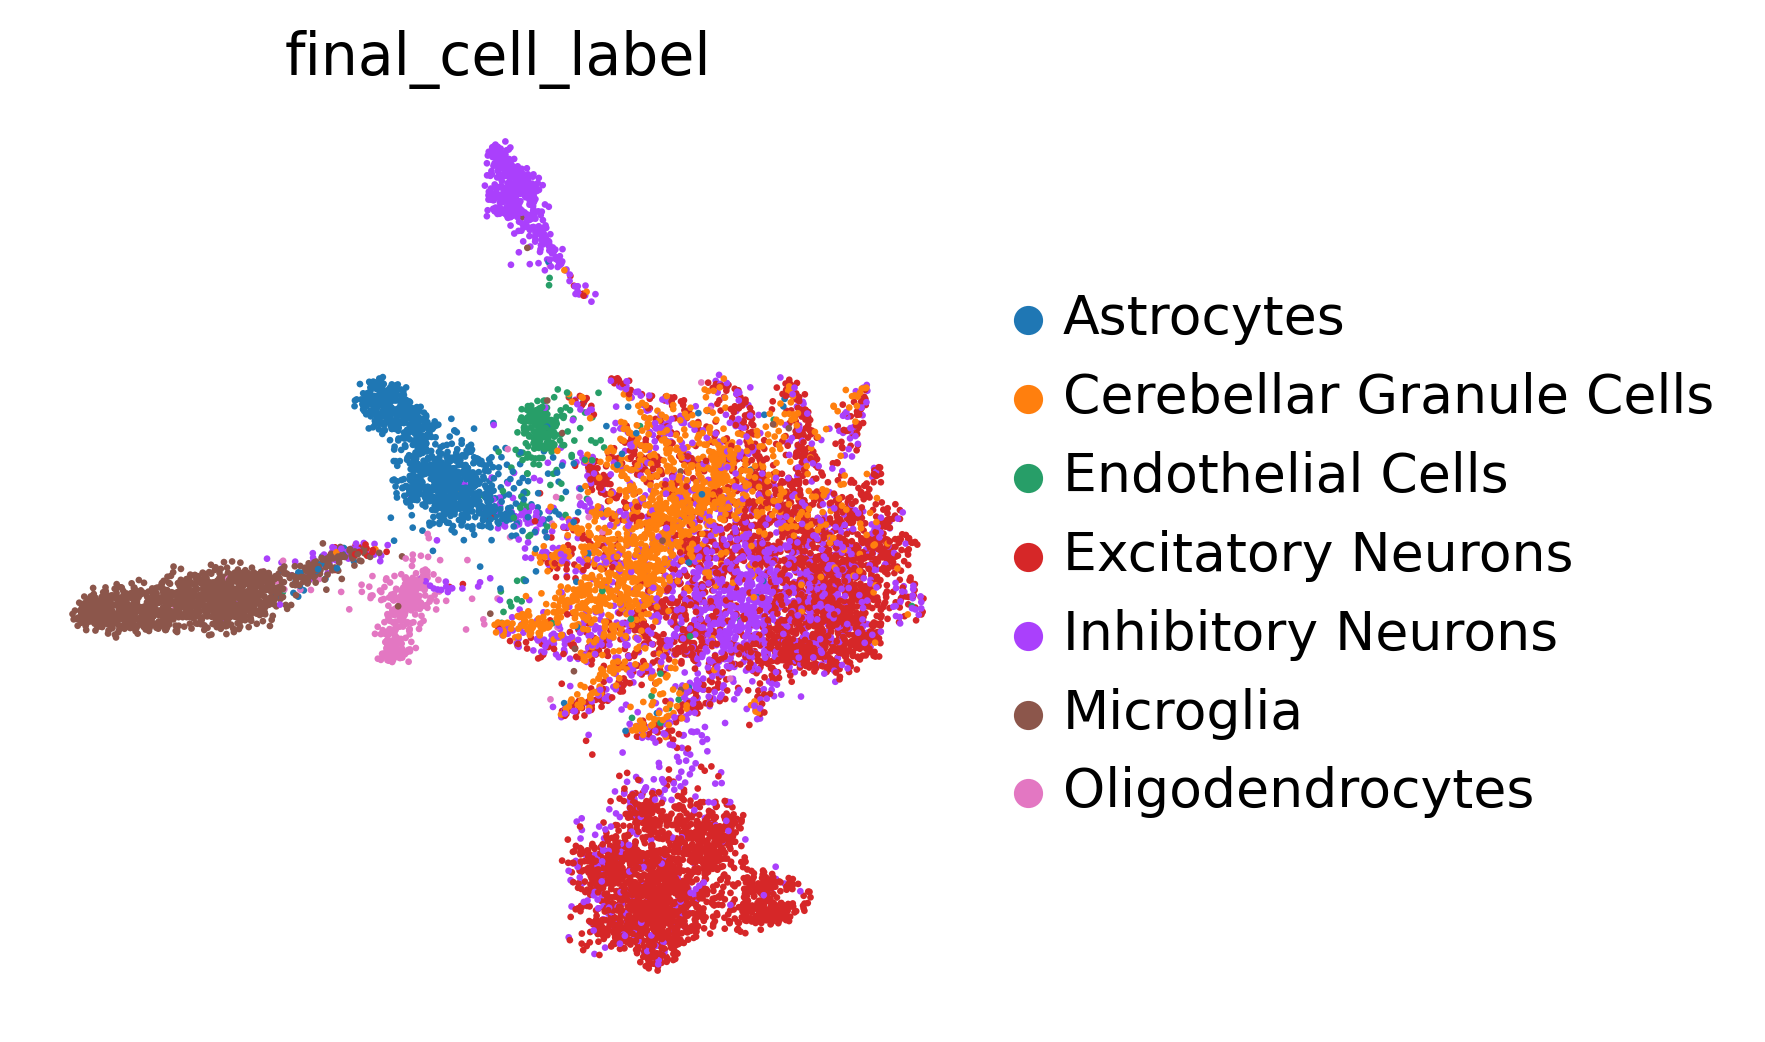 final_cell_label
Astrocytes
Cerebellar Granule Cells
Endothelial Cells
Excitatory Neurons
Inhibitory Neurons
Microglia
Oligodendrocytes